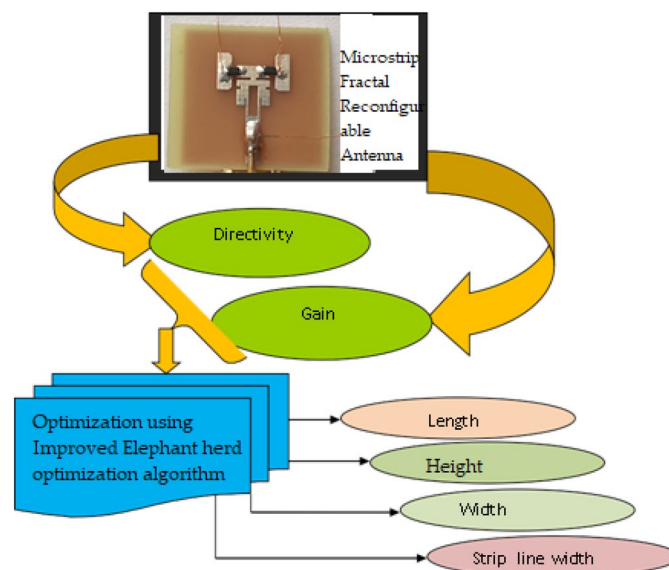 Microstrip
Fractal
Reconfigur
able
Antenna
Directivity
Gain
Optimization using
Improved Elephant herd
optimization algorithm
Length
Height
Width
Strip line width